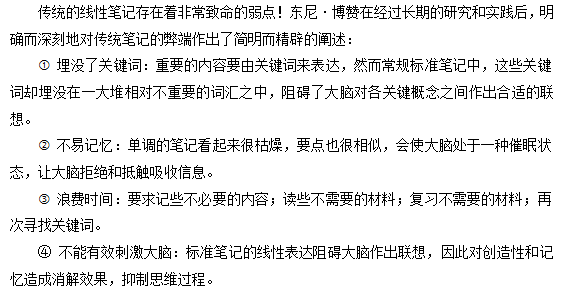 传统的线性笔记存在着非常致命的弱点！东尼·博赞在经过长期的研究和实践后，明
确而深刻地对传统笔记的弊端作出了简明而精辟的阐述：
① 埋没了关键词：重要的内容要由关键词来表达，然而常规标准笔记中，这些关键
词却埋没在一大堆相对不重要的词汇之中，阻碍了大脑对各关键概念之间作出合适的联
想。
② 不易记忆：单调的笔记看起来很枯燥，要点也很相似，会使大脑处于一种催眠状
态，让大脑拒绝和抵触吸收信息。
③ 浪费时间：要求记些不必要的内容；读些不需要的材料；复习不需要的材料；再
次寻找关键词。
④ 不能有效刺激大脑：标准笔记的线性表达阻碍大脑作出联想，因此对创造性和记
忆造成消解效果，抑制思维过程。